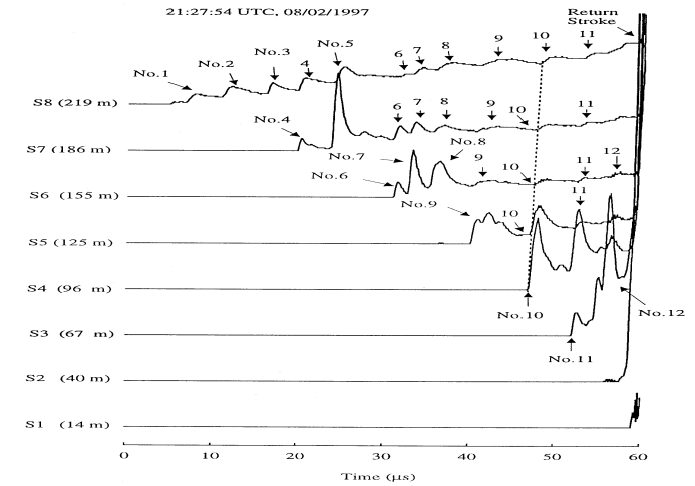 21:27:54 UTC, 08/02/1997
Return
Stroke
No.1
No.2
No.3
4
No.5
6
7
8
9
10
11
S8 (219 m)
No.4
6
7
8
9
10
11
S7 (186 m)
No.7
No.8
No.6
9
10
11
12
S6 (155 m)
No.9
10
11
S5 (125 m)
S4 (96 m)
No.10
No.12
S3 (67 m)
No.11
S2 (40 m)
S1 (14 m)
0 10 20 30 40 50 60
Time (μs)